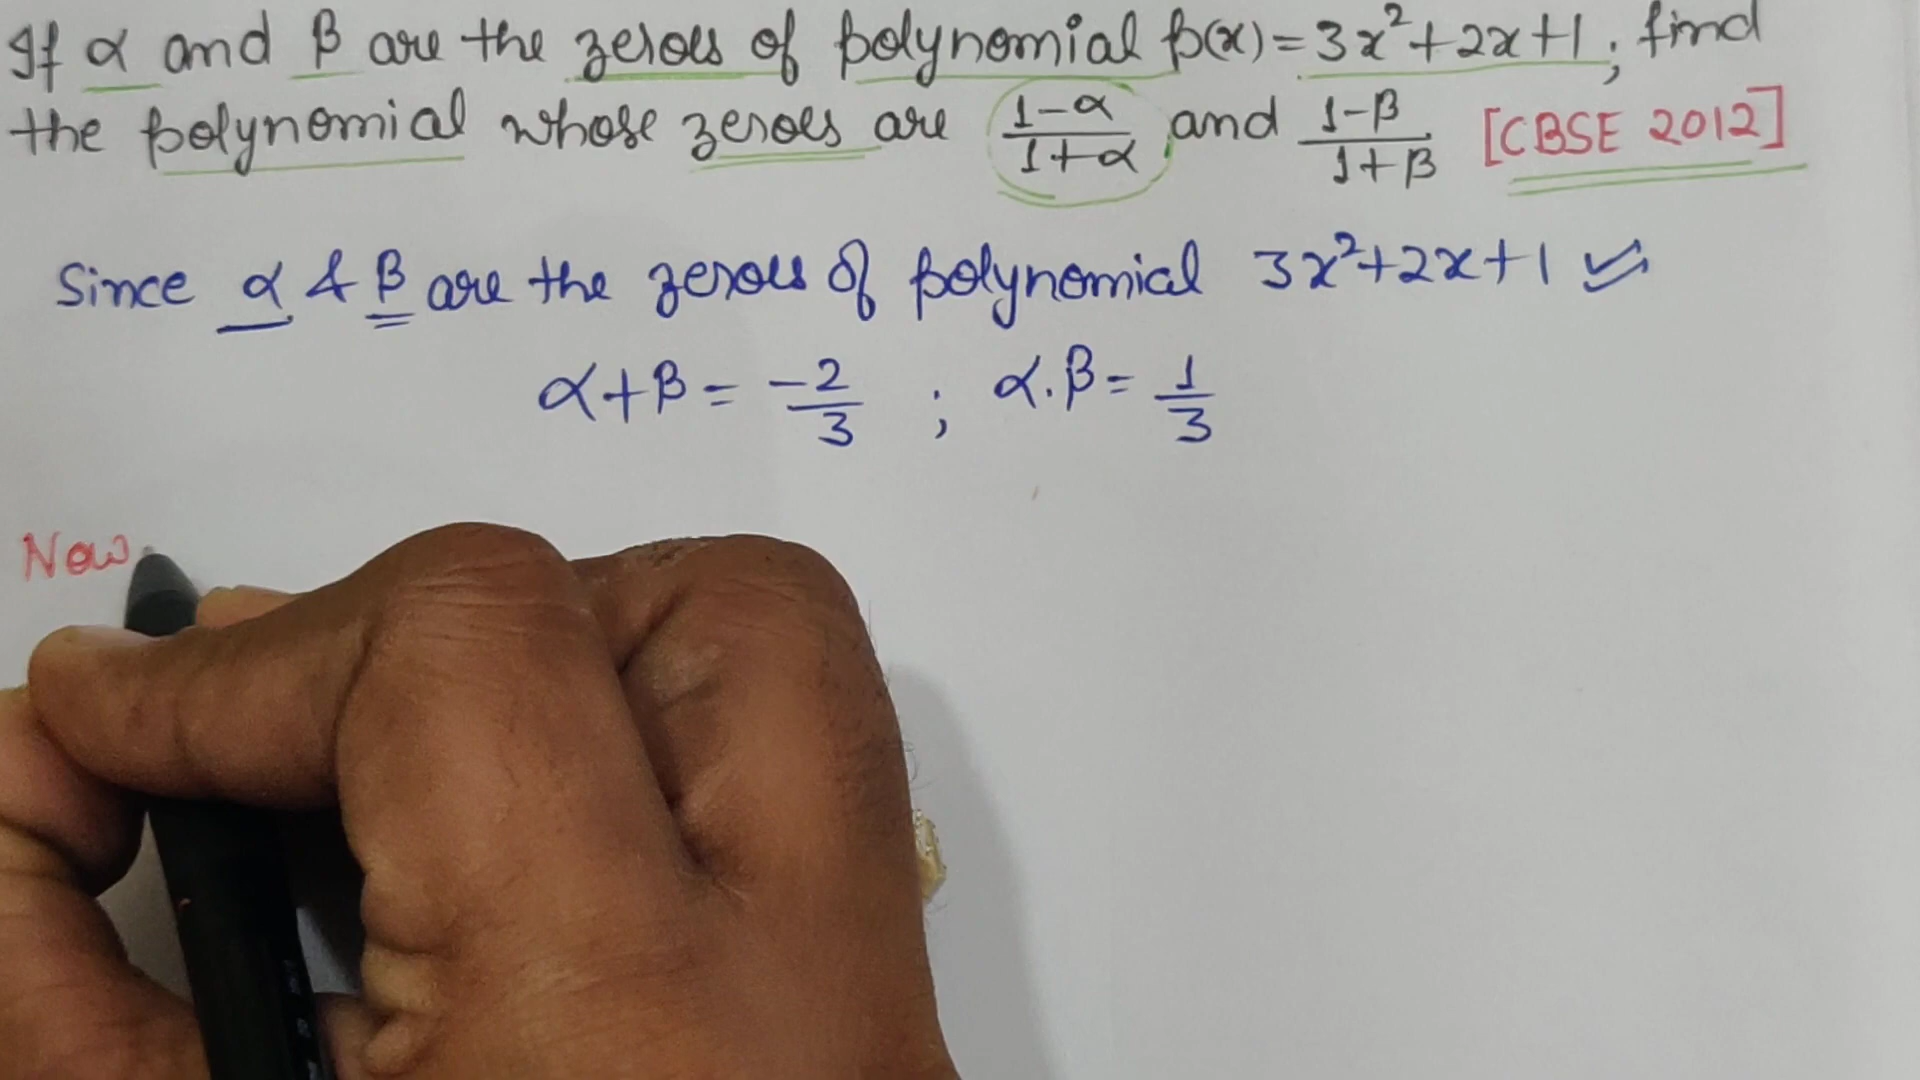 If α and β are the zeroes of polynomial p(x)=3x²+2x+1, find
the polynomial whose zeroes are (1-α)/(1+α) and (1-β)/(1+β) [CBSE 2012]
Since α & β are the zeroes of polynomial 3x²+2x+1
α+β = -2/3 ; α.β = 1/3
Now